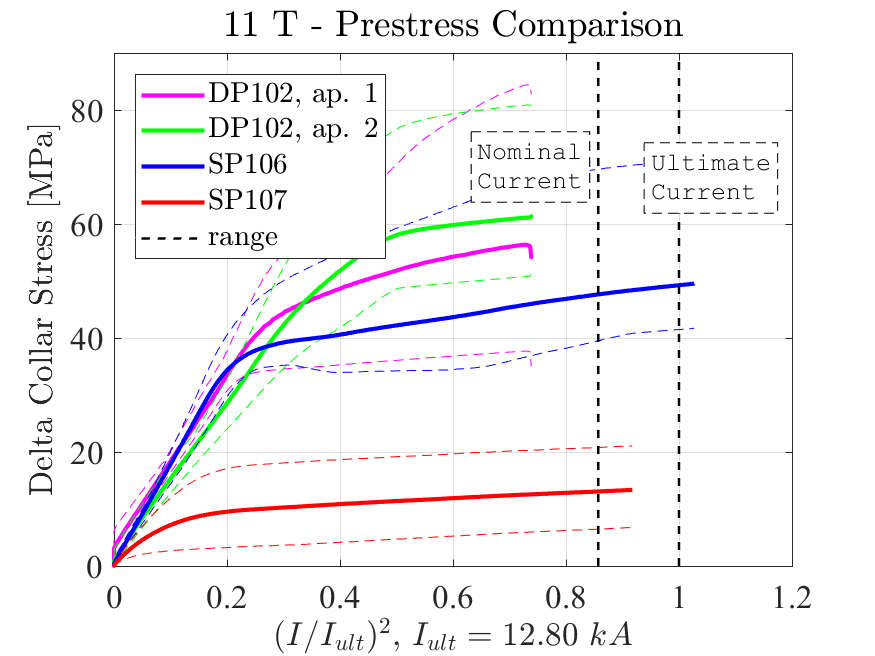 11 T - Prestress Comparison
DP102, ap. 1
DP102, ap. 2
SP106
SP107
range
Nominal
Current
Ultimate
Current
Delta Collar Stress [MPa]
80
60
40
20
0
0 0.2 0.4 0.6 0.8 1 1.2
(I/I_ult)^2, I_ult = 12.80 kA